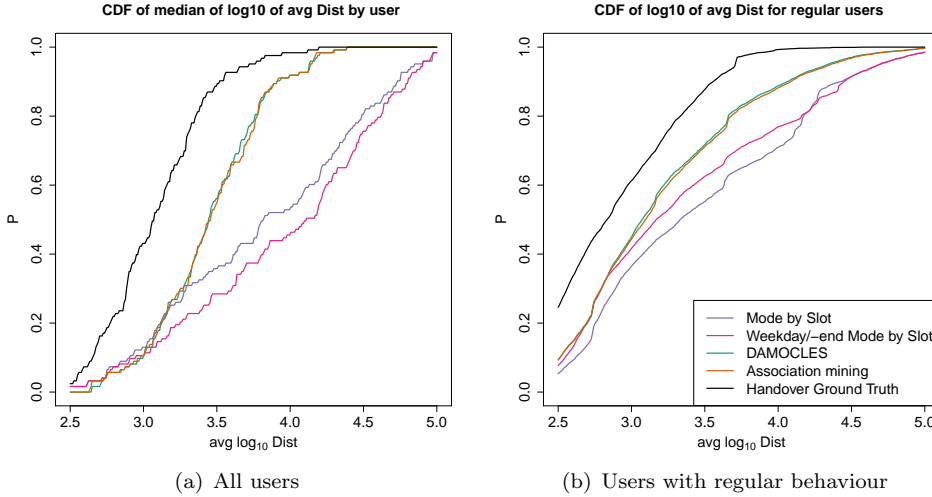 CDF of median of log10 of avg Dist by user
P
1.0
0.8
0.6
0.4
0.2
0.0
2.5 3.0 3.5 4.0 4.5 5.0
avg log10 Dist
(a) All users
CDF of log10 of avg Dist for regular users
P
1.0
0.8
0.6
0.4
0.2
0.0
Mode by Slot
Weekday/−end Mode by Slot
DAMOCLES
Association mining
Handover Ground Truth
2.5 3.0 3.5 4.0 4.5 5.0
avg log10 Dist
(b) Users with regular behaviour